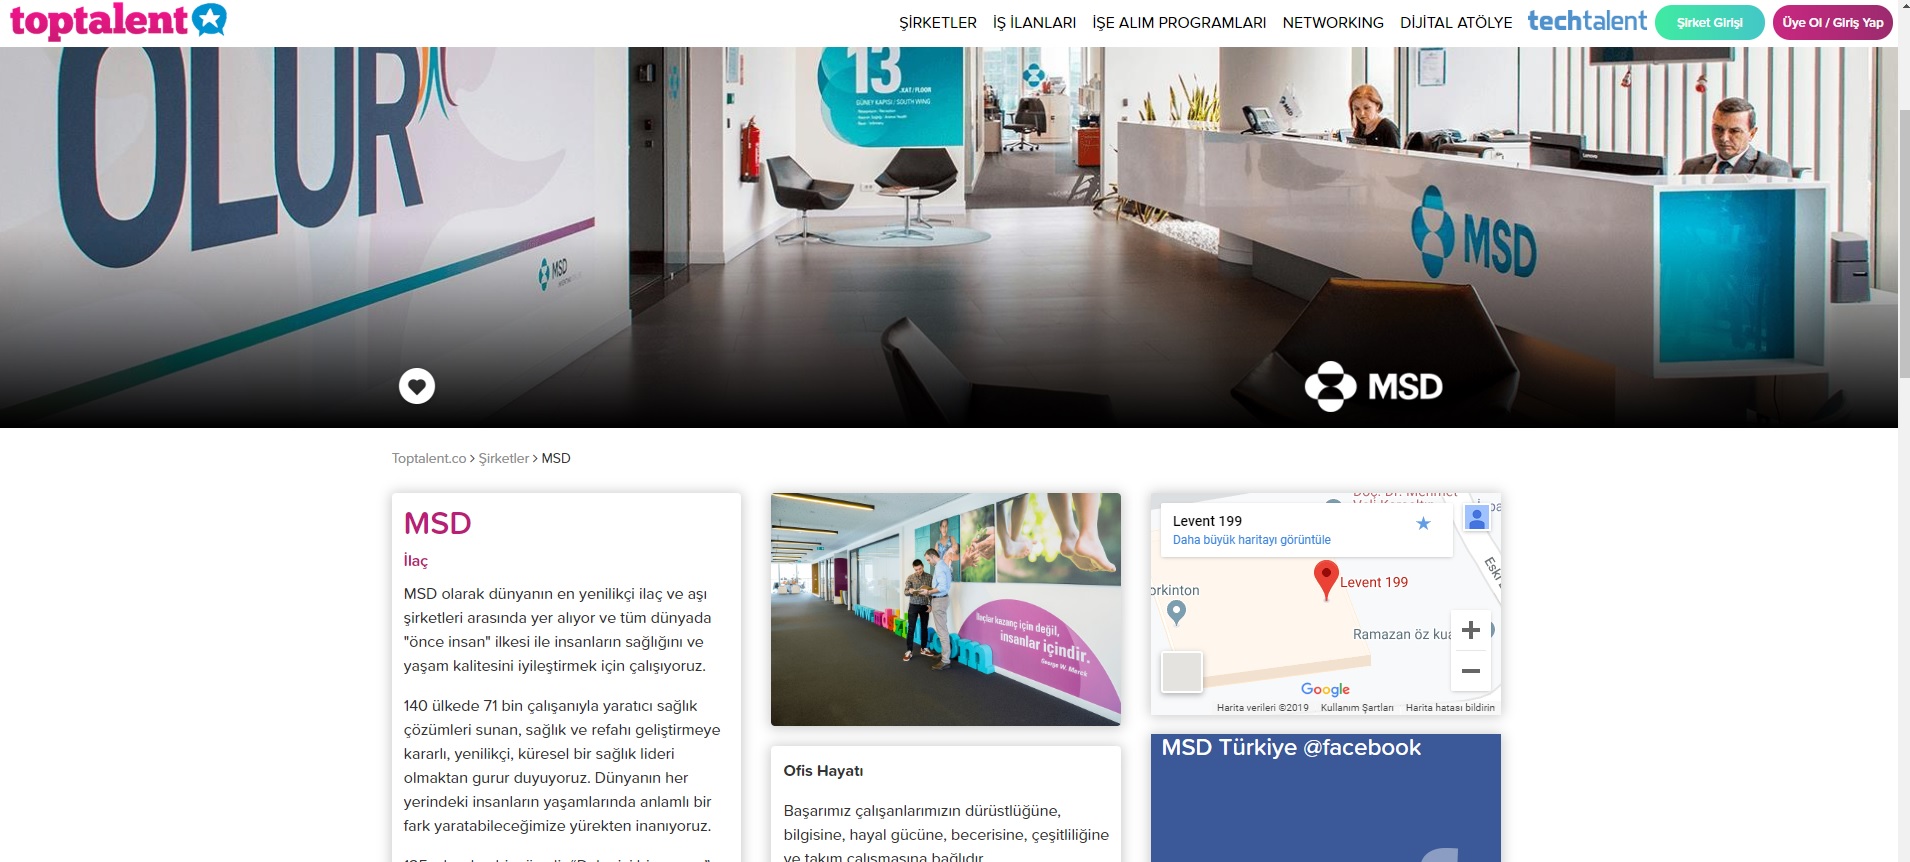 toptalent
ŞİRKETLER
İŞ İLANLARI
İŞE ALIM PROGRAMLARI
NETWORKING
DİJİTAL ATÖLYE
techtalent
Şirket Girişi
Üye Ol / Giriş Yap
OLUR
MSD
13
.KAT / FLOOR
GÜNEY KAPISI / SOUTH WING
MSD
MSD
Toptalent.co > Şirketler > MSD
MSD
İlaç
MSD olarak dünyanın en yenilikçi ilaç ve aşı
şirketleri arasında yer alıyor ve tüm dünyada
"önce insan" ilkesi ile insanların sağlığını ve
yaşam kalitesini iyileştirmek için çalışıyoruz.
140 ülkede 71 bin çalışanıyla yaratıcı sağlık
çözümleri sunan, sağlık ve refahı geliştirmeye
kararlı, yenilikçi, küresel bir sağlık lideri
olmaktan gurur duyuyoruz. Dünyanın her
yerindeki insanların yaşamlarında anlamlı bir
fark yaratabileceğimize yürekten inanıyoruz.
İlaçlar kazanç için değil,
insanlar içindir.
George W. Merck
Ofis Hayatı
Başarımız çalışanlarımızın dürüstlüğüne,
bilgisine, hayal gücüne, becerisine, çeşitliliğine
ve takım çalışmasına bağlıdır.
Levent 199
Daha büyük haritayı görüntüle
Levent 199
orkinton
Ramazan öz kua
Eski
Google
Harita verileri ©2019 Kullanım Şartları Harita hatası bildirin
MSD Türkiye @facebook